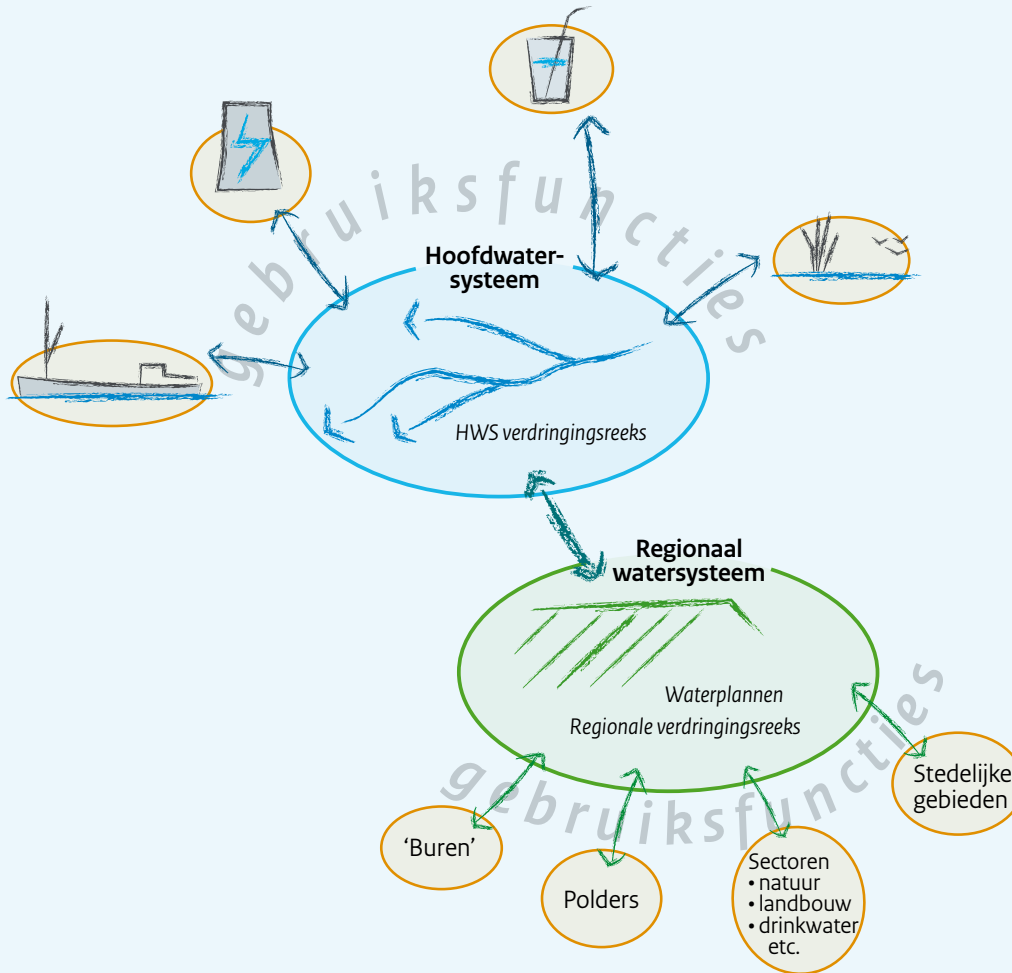 gebruiksfuncties
Hoofdwater-
systeem
HWS verdringingsreeks
Regionaal
watersysteem
Waterplannen
Regionale verdringingsreeks
gebruiksfuncties
Stedelijke
gebieden
‘Buren’
Polders
Sectoren
• natuur
• landbouw
• drinkwater
etc.